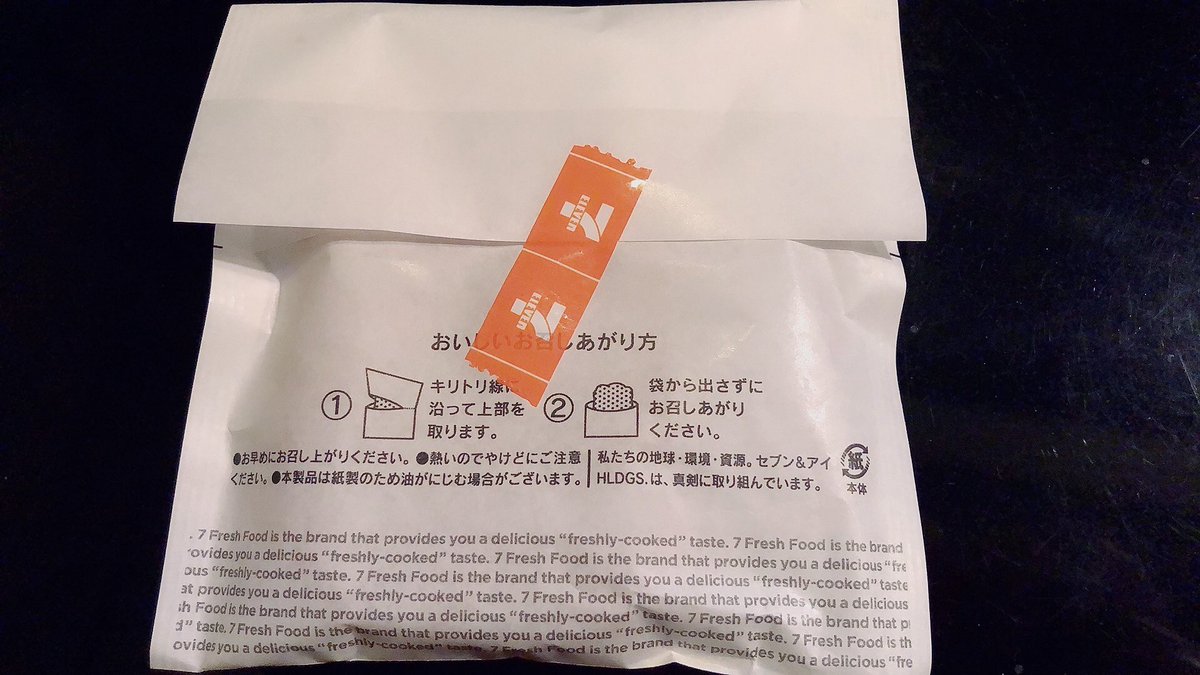 ELEVEn
ELEVEn
おいしいお召しあがり方
① キリトリ線に
沿って上部を
取ります。
② 袋から出さずに
お召しあがり
ください。
●お早めにお召し上がりください。●熱いのでやけどにご注意
ください。●本製品は紙製のため油がにじむ場合がございます。
私たちの地球・環境・資源。セブン&アイ
HLDGS.は、真剣に取り組んでいます。
紙
本体
. 7 Fresh Food is the brand that provides you a delicious “freshly-cooked” taste. 7 Fresh Food is the brand
ovides you a delicious “freshly-cooked” taste. 7 Fresh Food is the brand that provides you a delicious “fre
ous “freshly-cooked” taste. 7 Fresh Food is the brand that provides you a delicious “freshly-cooked” taste
at provides you a delicious “freshly-cooked” taste. 7 Fresh Food is the brand that provides you a delicious
sh Food is the brand that provides you a delicious “freshly-cooked” taste. 7 Fresh Food is the brand that p
d” taste. 7 Fresh Food is the brand that provides you a delicious “freshly-cooked” taste. 7 Fresh Food is th
ovides you a delicious “freshly-cooked” taste. 7 Fresh Food is the brand that provides you a delicious “fre